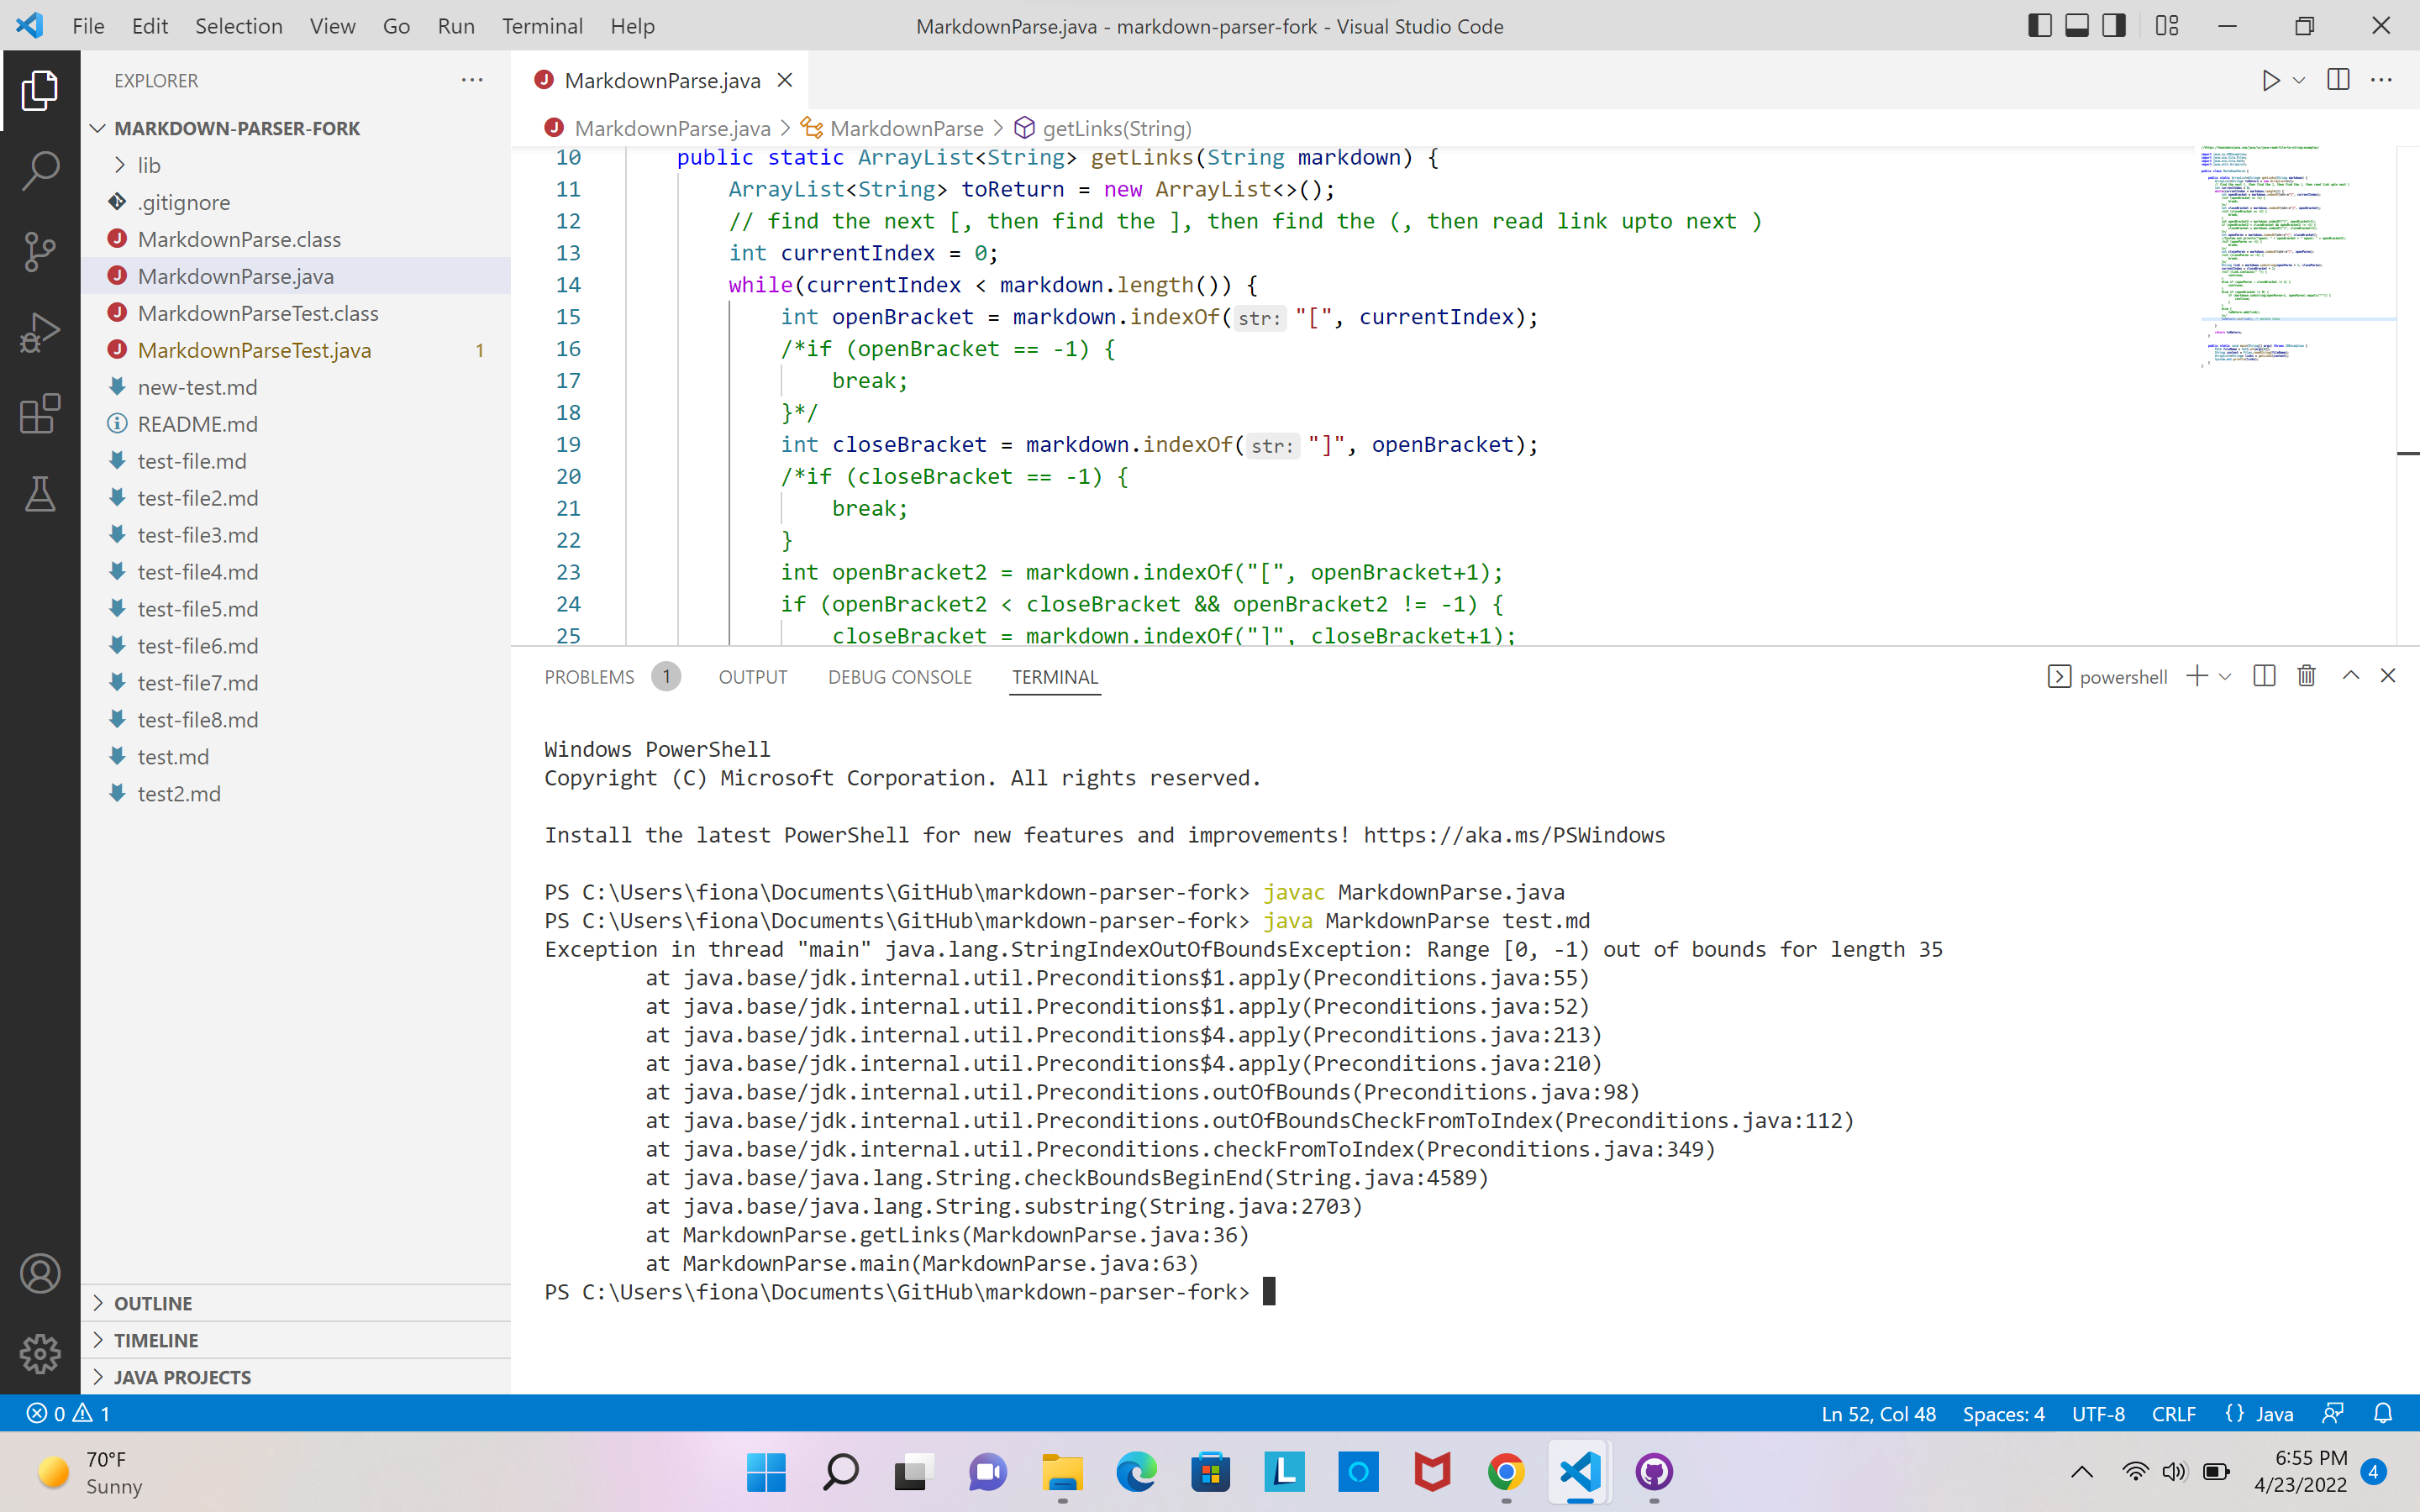 File Edit Selection View Go Run Terminal Help
MarkdownParse.java - markdown-parser-fork - Visual Studio Code
EXPLORER
MARKDOWN-PARSER-FORK
lib
.gitignore
MarkdownParse.class
MarkdownParse.java
MarkdownParseTest.class
MarkdownParseTest.java 1
new-test.md
README.md
test-file.md
test-file2.md
test-file3.md
test-file4.md
test-file5.md
test-file6.md
test-file7.md
test-file8.md
test.md
test2.md
OUTLINE
TIMELINE
JAVA PROJECTS
MarkdownParse.java
MarkdownParse.java > MarkdownParse > getLinks(String)
10 public static ArrayList<String> getLinks(String markdown) {
11 ArrayList<String> toReturn = new ArrayList<>();
12 // find the next [, then find the ], then find the (, then read link upto next )
13 int currentIndex = 0;
14 while(currentIndex < markdown.length()) {
15 int openBracket = markdown.indexOf(str: "[", currentIndex);
16 /*if (openBracket == -1) {
17 break;
18 }*/
19 int closeBracket = markdown.indexOf(str: "]", openBracket);
20 /*if (closeBracket == -1) {
21 break;
22 }
23 int openBracket2 = markdown.indexOf("[", openBracket+1);
24 if (openBracket2 < closeBracket && openBracket2 != -1) {
25 closeBracket = markdown.indexOf("]", closeBracket+1);
PROBLEMS 1 OUTPUT DEBUG CONSOLE TERMINAL
powershell
Windows PowerShell
Copyright (C) Microsoft Corporation. All rights reserved.
Install the latest PowerShell for new features and improvements! https://aka.ms/PSWindows
PS C:\Users\fiona\Documents\GitHub\markdown-parser-fork> javac MarkdownParse.java
PS C:\Users\fiona\Documents\GitHub\markdown-parser-fork> java MarkdownParse test.md
Exception in thread "main" java.lang.StringIndexOutOfBoundsException: Range [0, -1) out of bounds for length 35
at java.base/jdk.internal.util.Preconditions$1.apply(Preconditions.java:55)
at java.base/jdk.internal.util.Preconditions$1.apply(Preconditions.java:52)
at java.base/jdk.internal.util.Preconditions$4.apply(Preconditions.java:213)
at java.base/jdk.internal.util.Preconditions$4.apply(Preconditions.java:210)
at java.base/jdk.internal.util.Preconditions.outOfBounds(Preconditions.java:98)
at java.base/jdk.internal.util.Preconditions.outOfBoundsCheckFromToIndex(Preconditions.java:112)
at java.base/jdk.internal.util.Preconditions.checkFromToIndex(Preconditions.java:349)
at java.base/java.lang.String.checkBoundsBeginEnd(String.java:4589)
at java.base/java.lang.String.substring(String.java:2703)
at MarkdownParse.getLinks(MarkdownParse.java:36)
at MarkdownParse.main(MarkdownParse.java:63)
PS C:\Users\fiona\Documents\GitHub\markdown-parser-fork>
0 1
Ln 52, Col 48 Spaces: 4 UTF-8 CRLF {} Java
70°F
Sunny
L
6:55 PM
4/23/2022
4